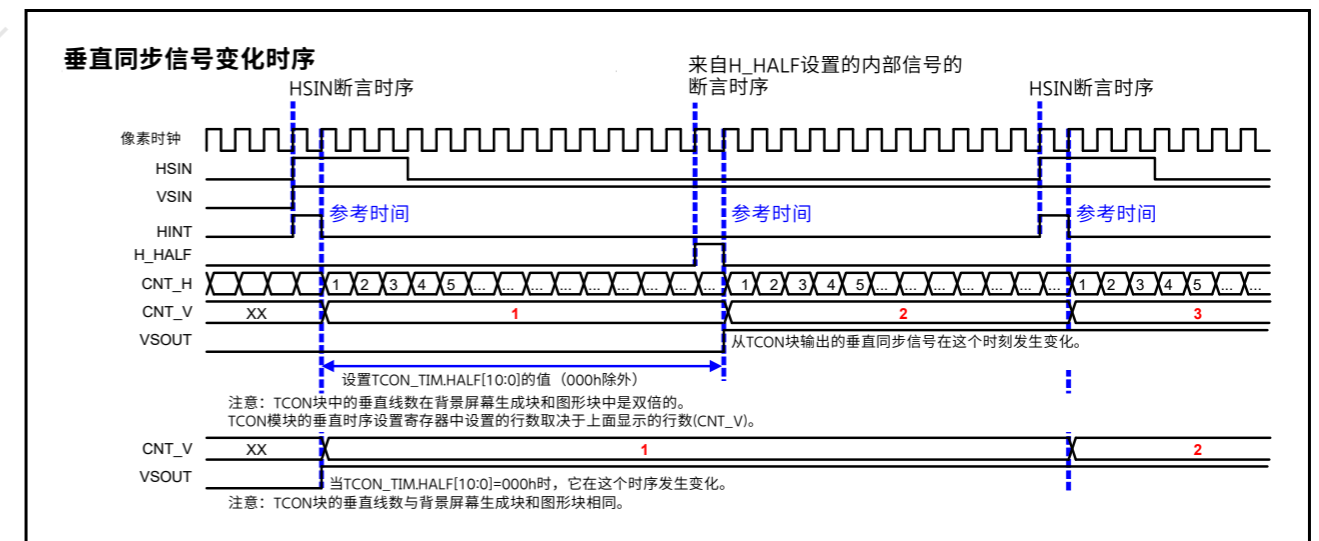 垂直同步信号变化时序
来自H_HALF设置的内部信号的
断言时序
HSIN断言时序
HSIN断言时序
像素时钟
HSIN
VSIN
参考时间
参考时间
参考时间
HINT
H_HALF
CNT_H 1 2 3 4 5 ... ... ... ... ... ... ... ... ... 1 2 3 4 5 ... ... ... ... ... ... ... 1 2 3 4 5 ... ...
CNT_V XX 1 2 3
VSOUT
从TCON块输出的垂直同步信号在这个时刻发生变化。
设置TCON_TIM.HALF[10:0]的值（000h除外）
注意：TCON块中的垂直线数在背景屏幕生成块和图形块中是双倍的。
TCON模块的垂直时序设置寄存器中设置的行数取决于上面显示的行数(CNT_V)。
CNT_V XX 1 2
VSOUT
当TCON_TIM.HALF[10:0]=000h时，它在这个时序发生变化。
注意：TCON块的垂直线数与背景屏幕生成块和图形块相同。